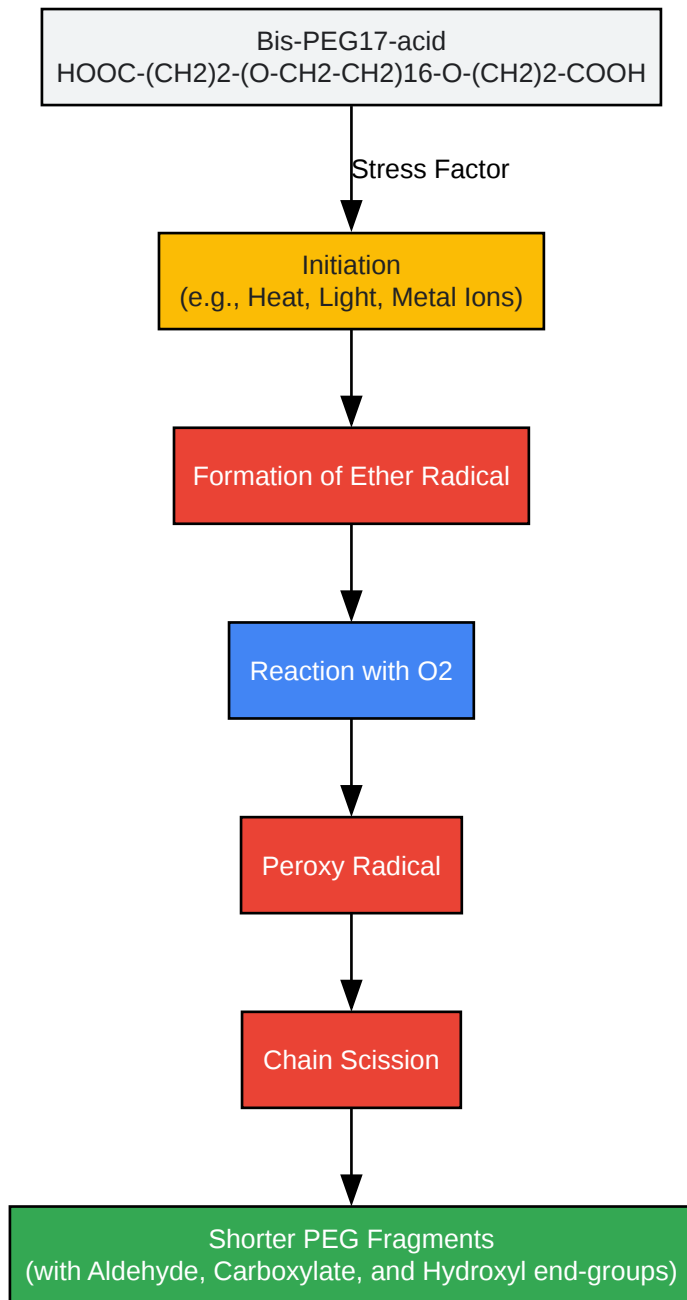 Bis-PEG17-acid
HOOC-(CH2)2-(O-CH2-CH2)16-O-(CH2)2-COOH
Stress Factor
Initiation
(e.g., Heat, Light, Metal Ions)
Formation of Ether Radical
Reaction with O2
Peroxy Radical
Chain Scission
Shorter PEG Fragments
(with Aldehyde, Carboxylate, and Hydroxyl end-groups)